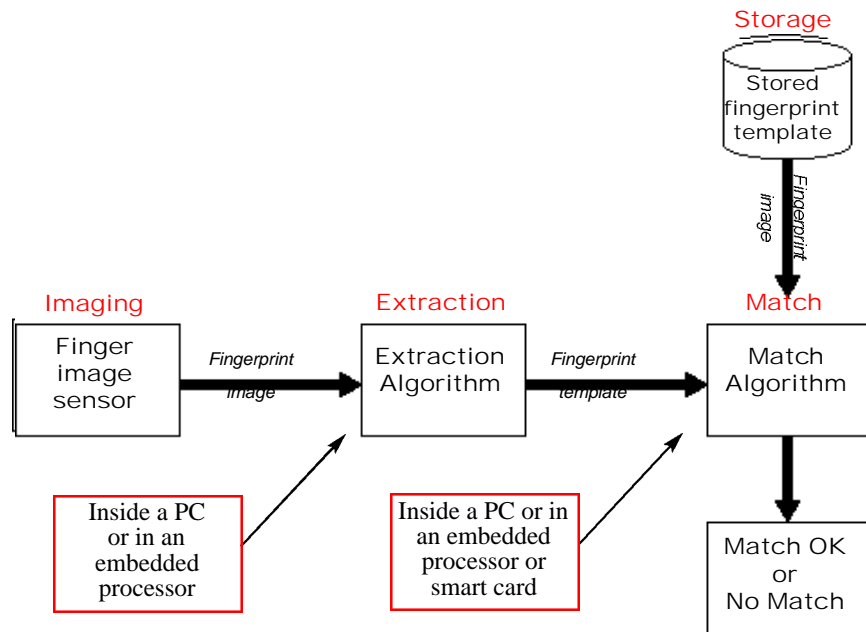 Storage
Stored
fingerprint
template
Fingerprint
image
Imaging
Extraction
Match
Finger
image
sensor
Fingerprint
image
Extraction
Algorithm
Fingerprint
template
Match
Algorithm
Inside a PC
or in an
embedded
processor
Inside a PC or in
an embedded
processor or
smart card
Match OK
or
No Match